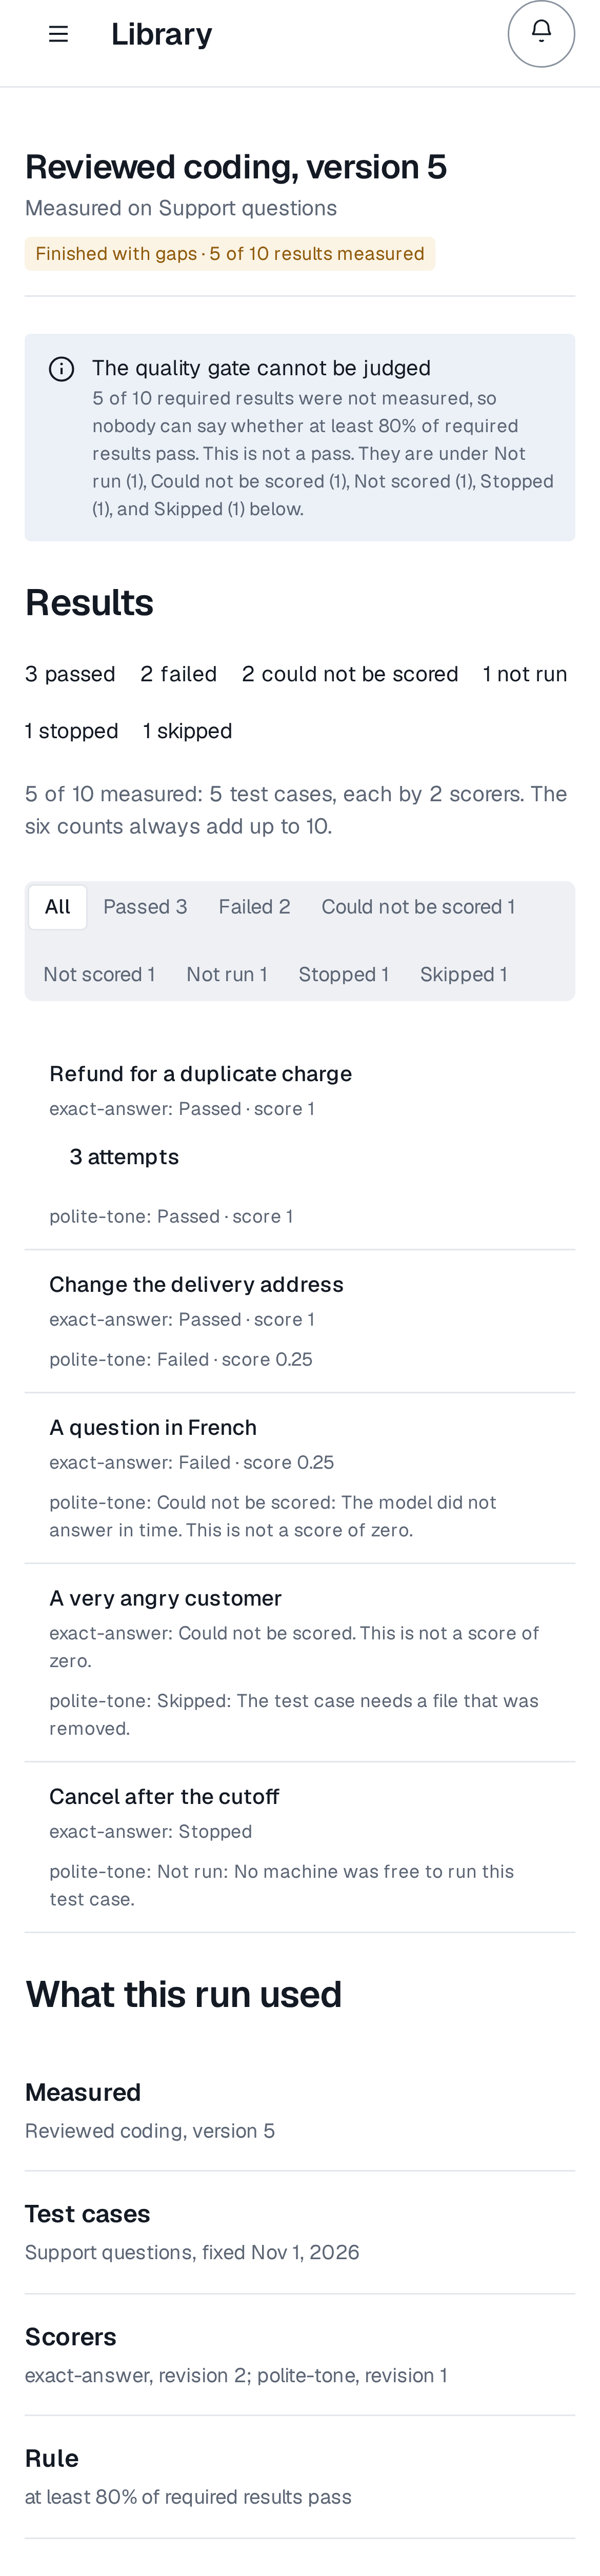 Library
Reviewed coding, version 5
Measured on Support questions
Finished with gaps · 5 of 10 results measured
The quality gate cannot be judged
5 of 10 required results were not measured, so
nobody can say whether at least 80% of required
results pass. This is not a pass. They are under Not
run (1), Could not be scored (1), Not scored (1), Stopped
(1), and Skipped (1) below.
Results
3 passed 2 failed 2 could not be scored 1 not run
1 stopped 1 skipped
5 of 10 measured: 5 test cases, each by 2 scorers. The
six counts always add up to 10.
All Passed 3 Failed 2 Could not be scored 1
Not scored 1 Not run 1 Stopped 1 Skipped 1
Refund for a duplicate charge
exact-answer: Passed · score 1
3 attempts
polite-tone: Passed · score 1
Change the delivery address
exact-answer: Passed · score 1
polite-tone: Failed · score 0.25
A question in French
exact-answer: Failed · score 0.25
polite-tone: Could not be scored: The model did not
answer in time. This is not a score of zero.
A very angry customer
exact-answer: Could not be scored. This is not a score of
zero.
polite-tone: Skipped: The test case needs a file that was
removed.
Cancel after the cutoff
exact-answer: Stopped
polite-tone: Not run: No machine was free to run this
test case.
What this run used
Measured
Reviewed coding, version 5
Test cases
Support questions, fixed Nov 1, 2026
Scorers
exact-answer, revision 2; polite-tone, revision 1
Rule
at least 80% of required results pass